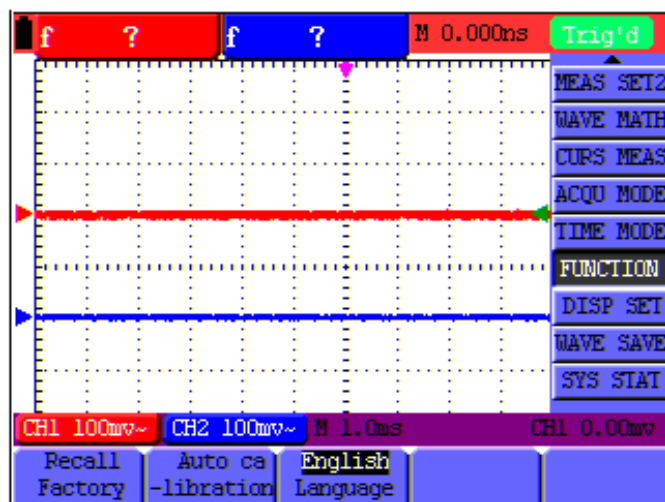 f ? f ? M 0.000ns Trig'd
MEAS SET2
WAVE MATH
CURS MEAS
ACQU MODE
TIME MODE
FUNCTION
DISP SET
WAVE SAVE
SYS STAT
CH1 100mv~ CH2 100mv~ M 1.0ms CH1 0.00mv
Recall Auto ca English
Factory -libration Language